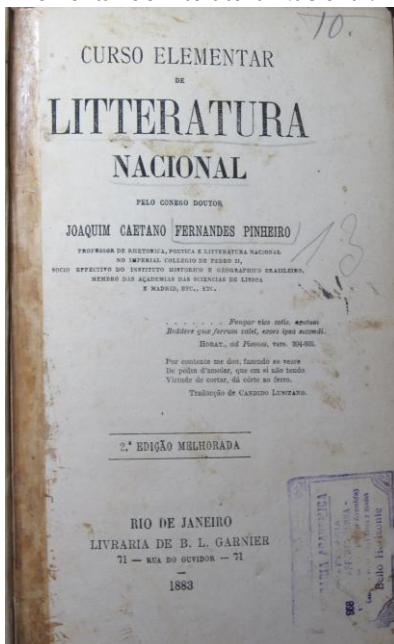 10.
CURSO ELEMENTAR
DE
LITTERATURA
NACIONAL
PELO CONEGO DOUTOR
JOAQUIM CAETANO FERNANDES PINHEIRO
PROFESSOR DE RHETORICA, POETICA E LITTERATURA NACIONAL
NO IMPERIAL COLLEGIO DE PEDRO II,
SOCIO EFFECTIVO DO INSTITUTO HISTORICO E GEOGRAPHICO BRASILEIRO,
MEMBRO DAS ACADEMIAS DAS SCIENCIAS DE LISBOA
E MADRID, ETC., ETC.
13
. . . . . . . Fungar vice cotis, acutum
Reddere quæ ferrum valet, exors ipsa secandi.
HORAT., ad Pisones, vers. 304-305.
Por contente me dou, fazendo as vezes
De pedra d'amolar, que em si não tendo
Virtude de cortar, dá córte ao ferro.
Traducção de CANDIDO LUSITANO.
2.ª EDIÇÃO MELHORADA
RIO DE JANEIRO
LIVRARIA DE B. L. GARNIER
71 — RUA DO OUVIDOR — 71
1883
ACADEMICA
Bello Horizonte